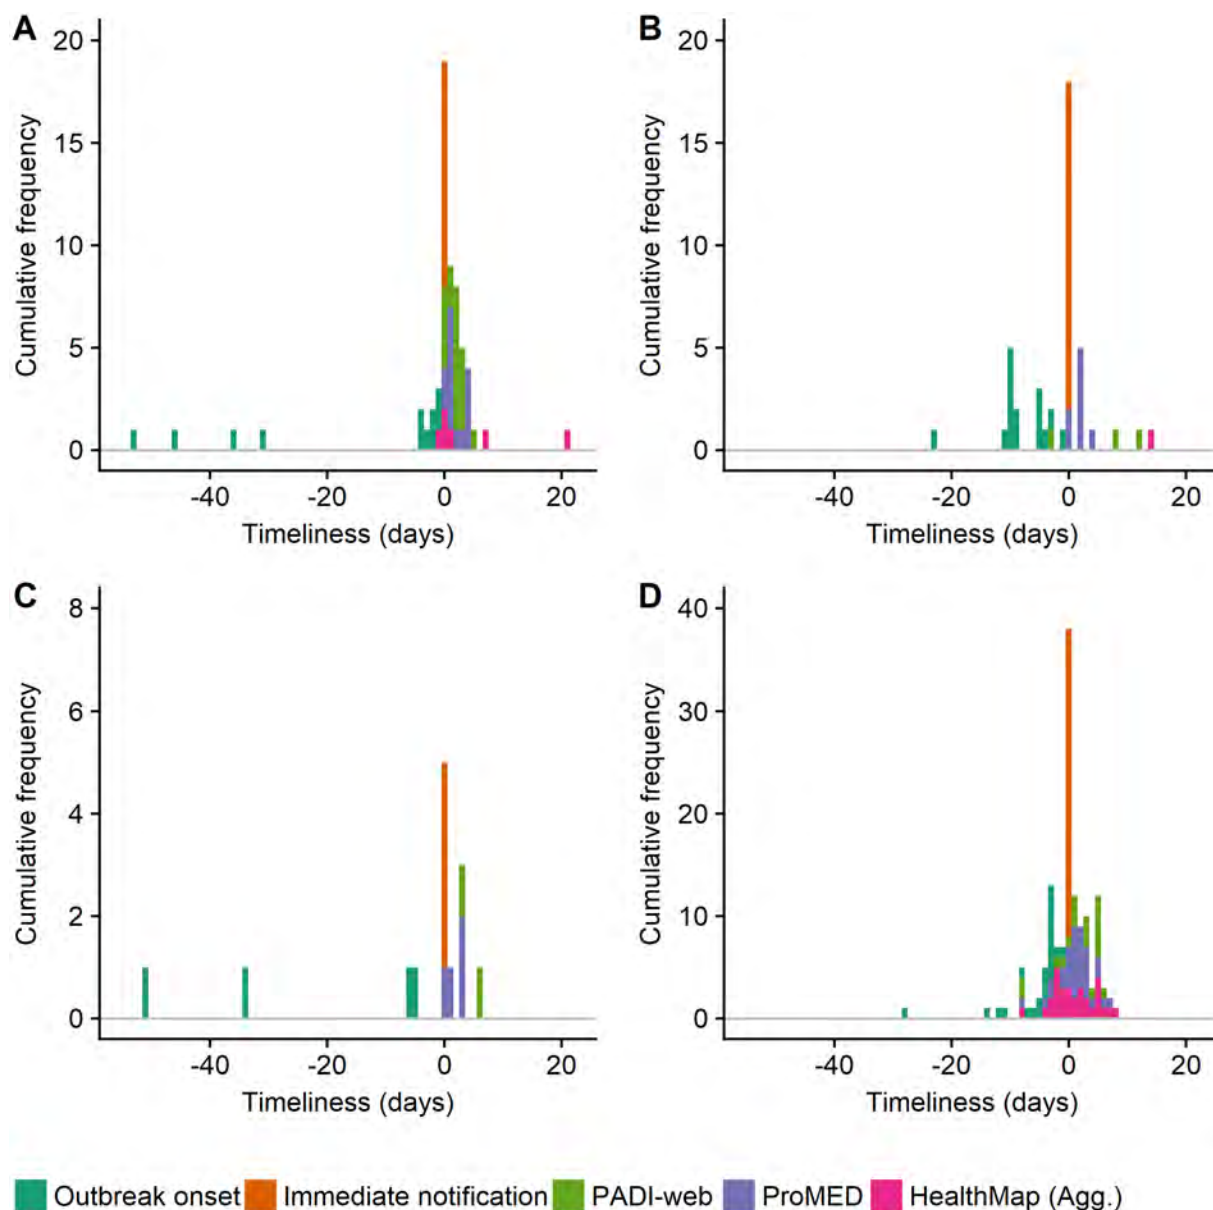 A
20
15
10
5
0
Cumulative frequency
-40 -20 0 20
Timeliness (days)
B
20
15
10
5
0
Cumulative frequency
-40 -20 0 20
Timeliness (days)
C
8
6
4
2
0
Cumulative frequency
-40 -20 0 20
Timeliness (days)
D
40
30
20
10
0
Cumulative frequency
-40 -20 0 20
Timeliness (days)
Outbreak onset Immediate notification PADI-web ProMED HealthMap (Agg.)